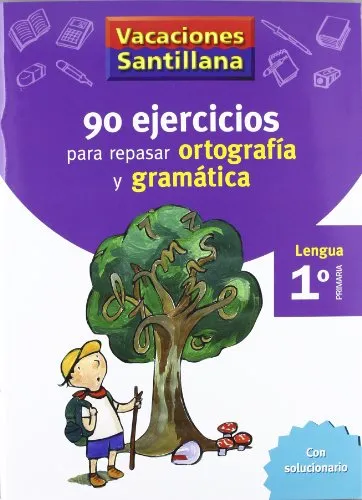 Vacaciones
Santillana
90 ejercicios
para repasar ortografía
y gramática
Lengua
1º
PRIMARIA
Con
solucionario